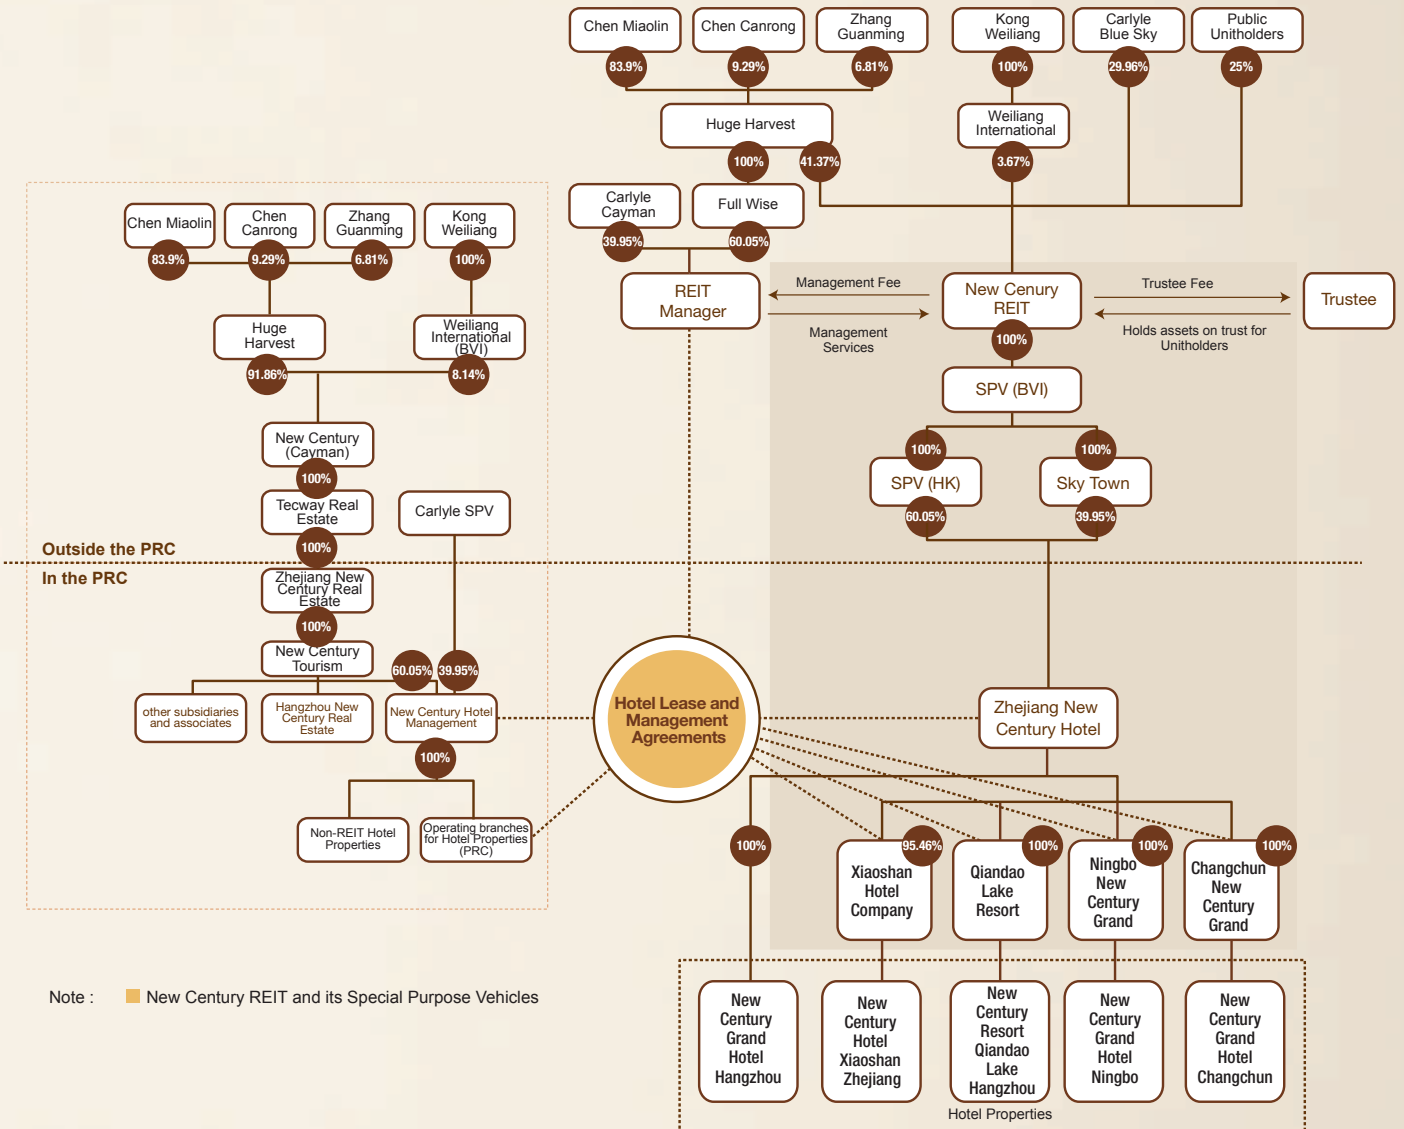 Chen Miaolin
Chen Canrong
Zhang
Guanming
Kong
Weiliang
Carlyle
Blue Sky
Public
Unitholders
83.9%
9.29%
6.81%
100%
29.96%
25%
Huge Harvest
Weiliang
International
100%
41.37%
3.67%
Carlyle
Cayman
Full Wise
39.95%
60.05%
Chen Miaolin
Chen
Canrong
Zhang
Guanming
Kong
Weiliang
83.9%
9.29%
6.81%
100%
REIT
Manager
Management Fee
Management
Services
New Cenury
REIT
100%
Trustee Fee
Holds assets on trust for
Unitholders
Trustee
Huge
Harvest
Weiliang
International
(BVI)
91.86%
8.14%
SPV (BVI)
New Century
(Cayman)
100%
100%
100%
SPV (HK)
Sky Town
60.05%
39.95%
Tecway Real
Estate
Carlyle SPV
100%
Outside the PRC
In the PRC
Zhejiang New
Century Real
Estate
100%
New Century
Tourism
60.05%
39.95%
other subsidiaries
and associates
Hangzhou New
Century Real
Estate
New Century Hotel
Management
100%
Hotel Lease and
Management
Agreements
Zhejiang New
Century Hotel
Non-REIT Hotel
Properties
Operating branches
for Hotel Properties
(PRC)
100%
95.46%
100%
100%
100%
Xiaoshan
Hotel
Company
Qiandao
Lake
Resort
Ningbo
New
Century
Grand
Changchun
New
Century
Grand
Note :
New Century REIT and its Special Purpose Vehicles
New
Century
Grand
Hotel
Hangzhou
New
Century
Hotel
Xiaoshan
Zhejiang
New
Century
Resort
Qiandao
Lake
Hangzhou
New
Century
Grand
Hotel
Ningbo
New
Century
Grand
Hotel
Changchun
Hotel Properties